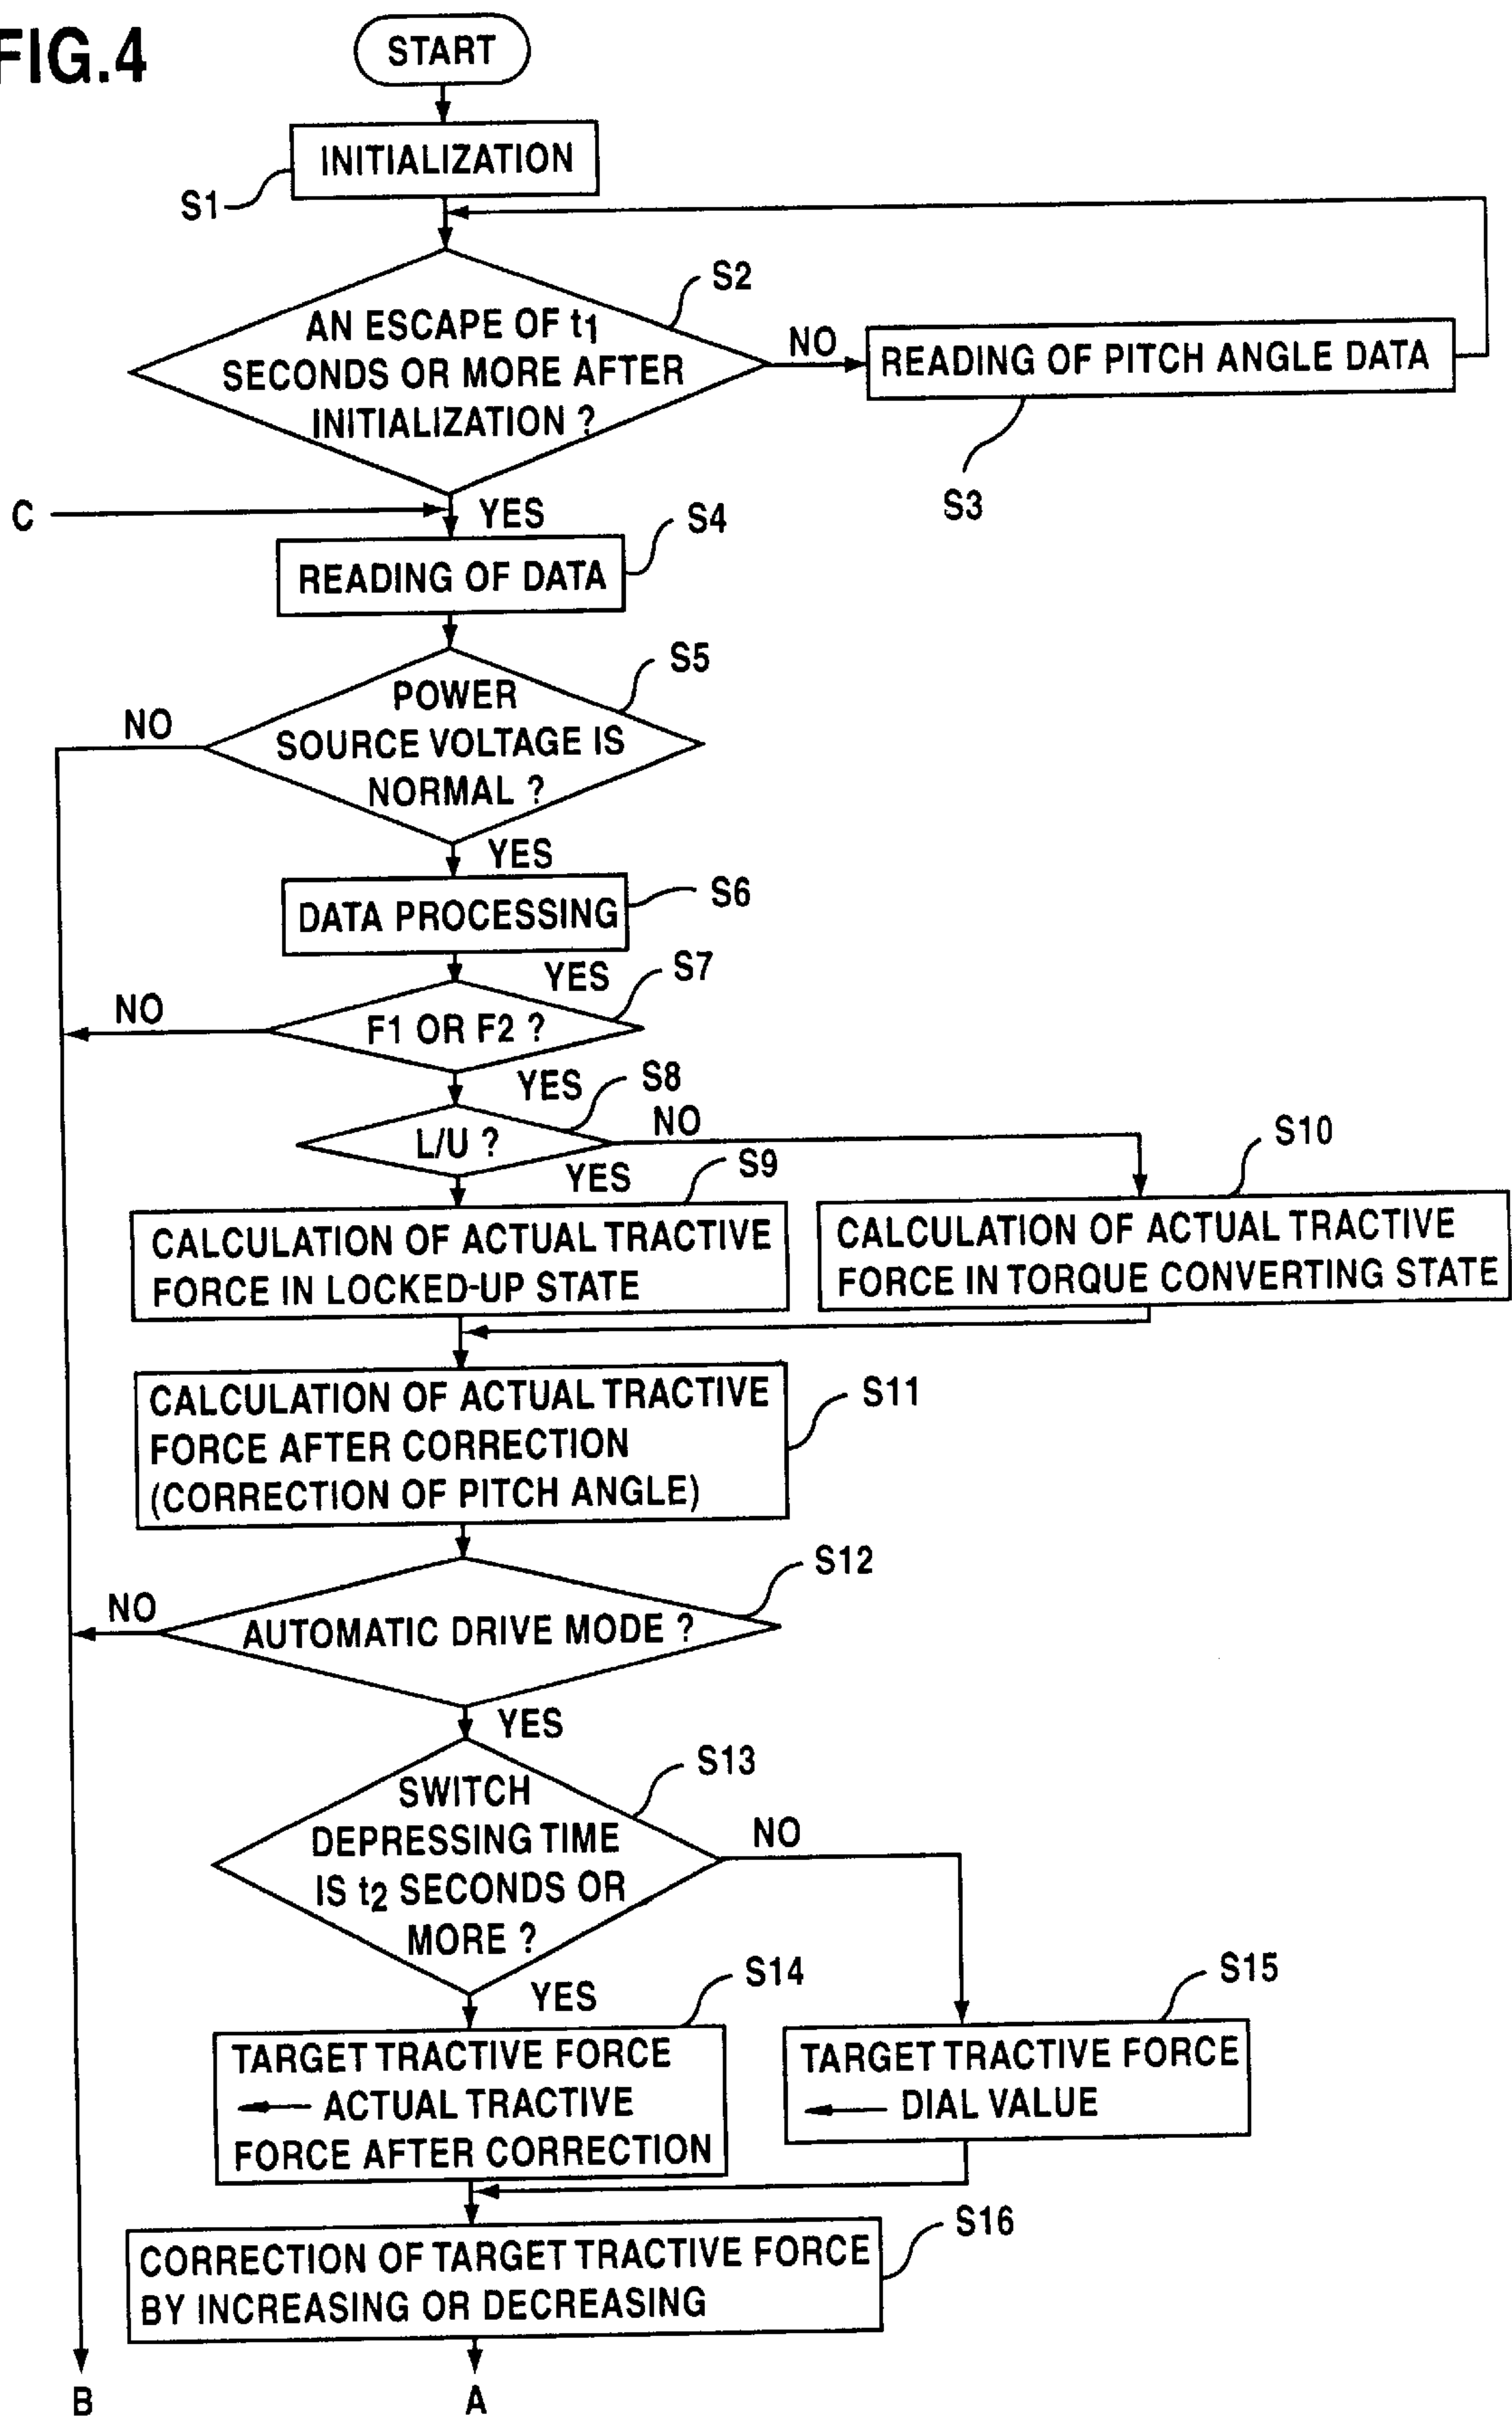 FIG.4
START
INITIALIZATION
S1
S2
AN ESCAPE OF t1
SECONDS OR MORE AFTER
INITIALIZATION ?
NO
READING OF PITCH ANGLE DATA
S3
C
YES
S4
READING OF DATA
S5
POWER
SOURCE VOLTAGE IS
NORMAL ?
NO
YES
S6
DATA PROCESSING
YES
S7
F1 OR F2 ?
NO
YES
S8
L/U ?
NO
YES
S9
S10
CALCULATION OF ACTUAL TRACTIVE
FORCE IN LOCKED-UP STATE
CALCULATION OF ACTUAL TRACTIVE
FORCE IN TORQUE CONVERTING STATE
CALCULATION OF ACTUAL TRACTIVE
FORCE AFTER CORRECTION
(CORRECTION OF PITCH ANGLE)
S11
S12
AUTOMATIC DRIVE MODE ?
NO
YES
S13
SWITCH
DEPRESSING TIME
IS t2 SECONDS OR
MORE ?
NO
YES
S14
S15
TARGET TRACTIVE FORCE
← ACTUAL TRACTIVE
FORCE AFTER CORRECTION
TARGET TRACTIVE FORCE
← DIAL VALUE
S16
CORRECTION OF TARGET TRACTIVE FORCE
BY INCREASING OR DECREASING
B
A